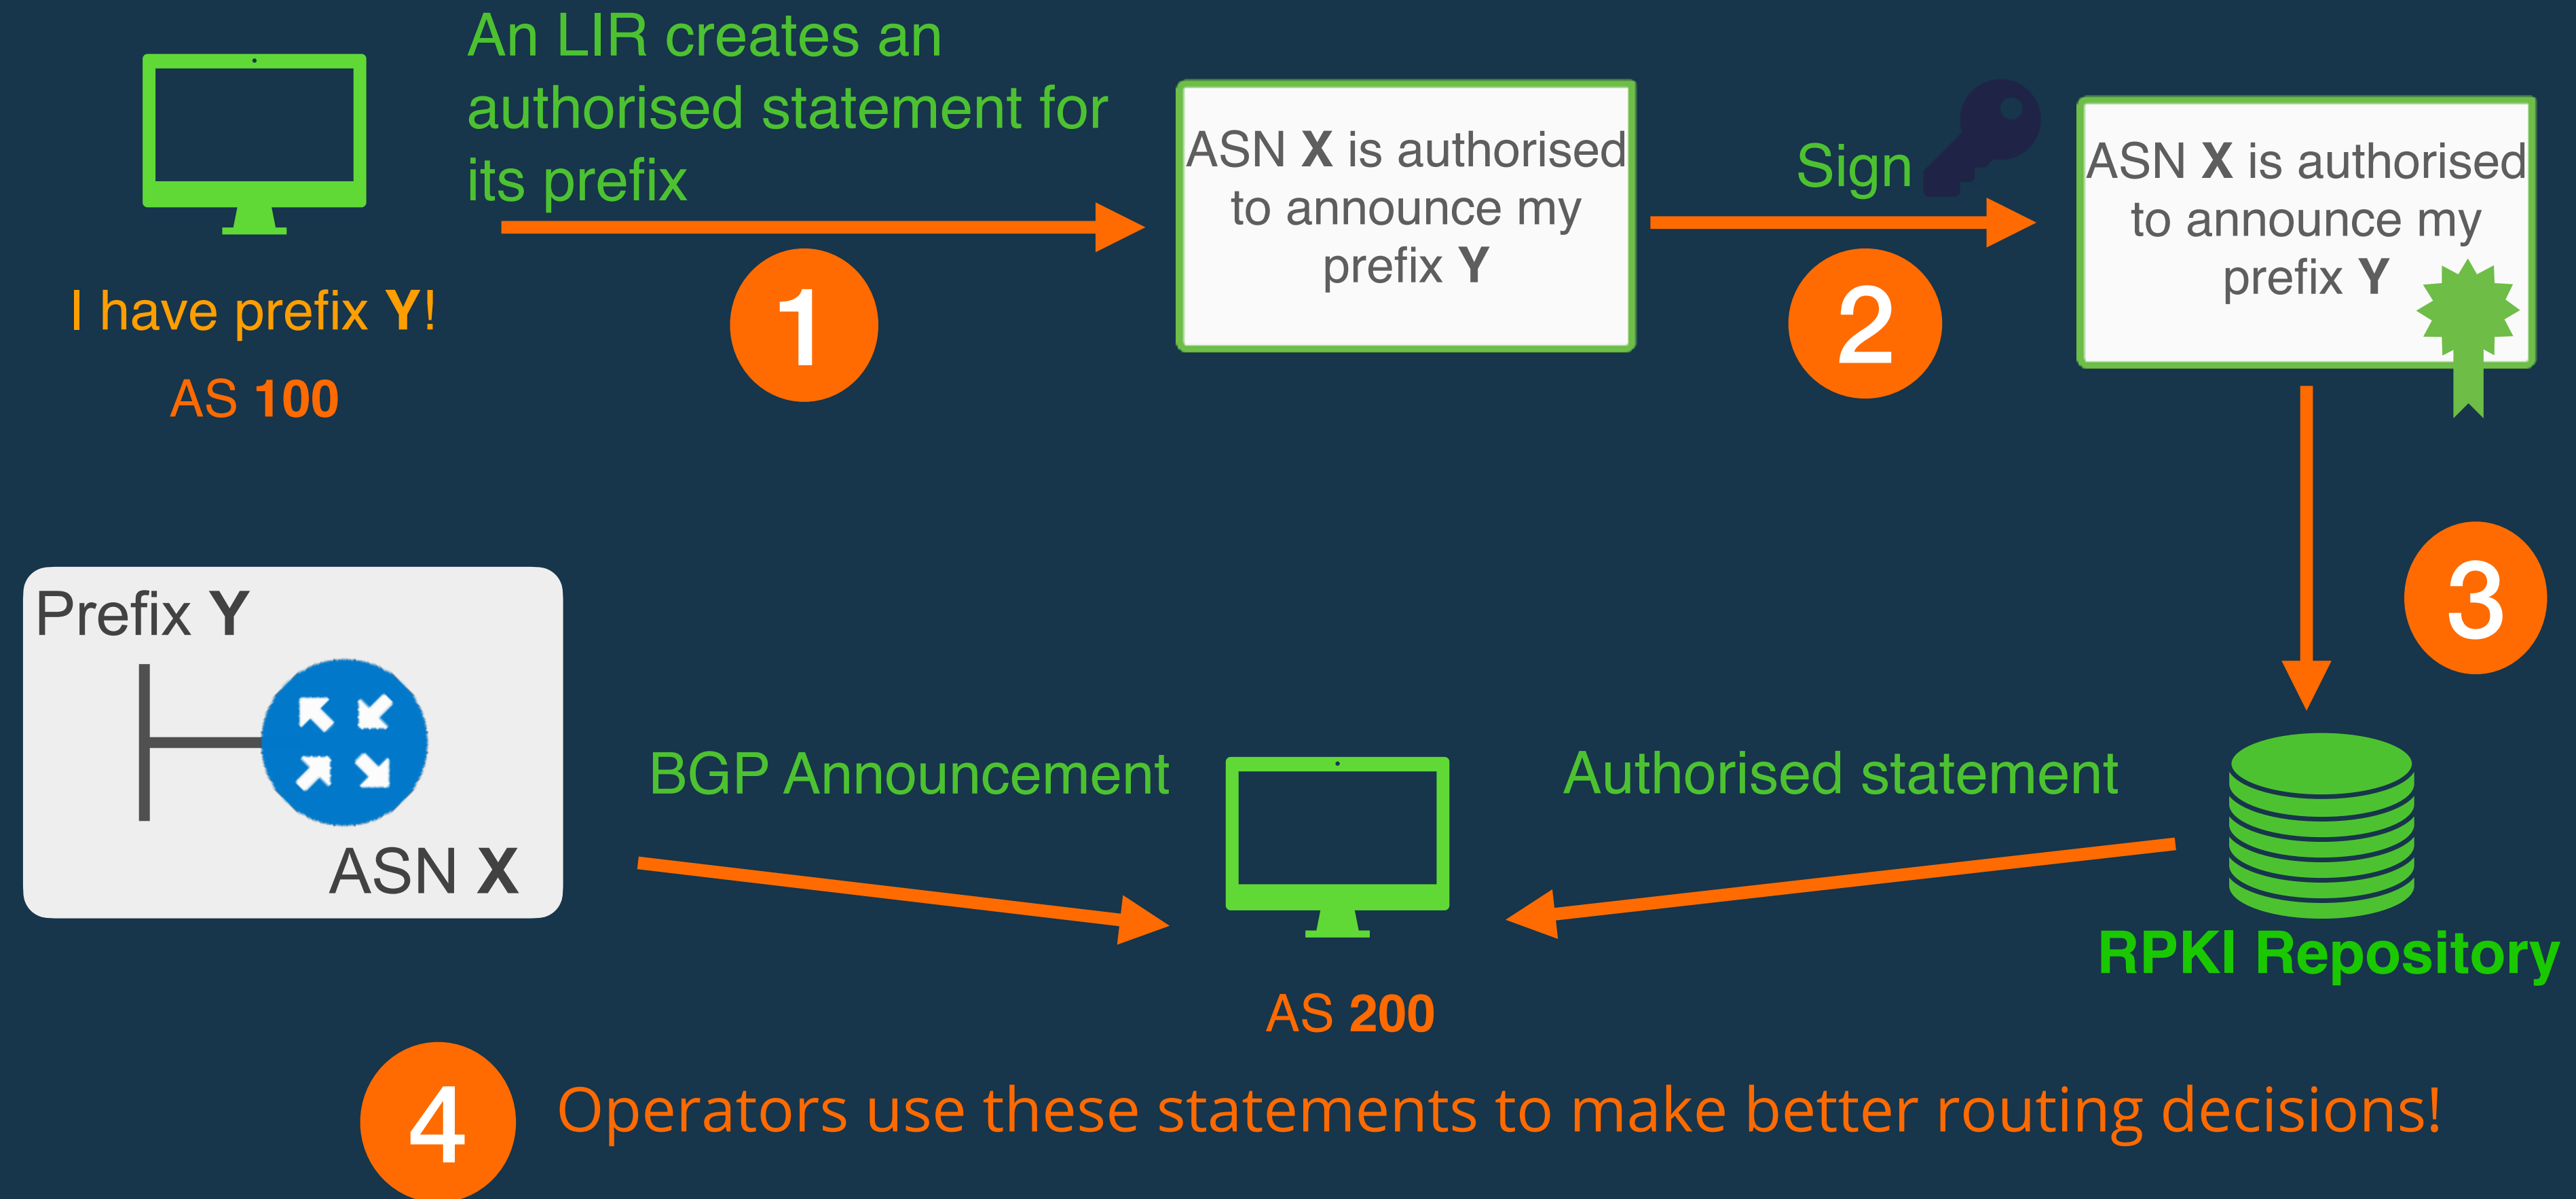 An LIR creates an
authorised statement for
its prefix
I have prefix Y!
AS 100
1
ASN X is authorised
to announce my
prefix Y
Sign
2
ASN X is authorised
to announce my
prefix Y
3
Prefix Y
ASN X
BGP Announcement
AS 200
Authorised statement
RPKI Repository
4
Operators use these statements to make better routing decisions!